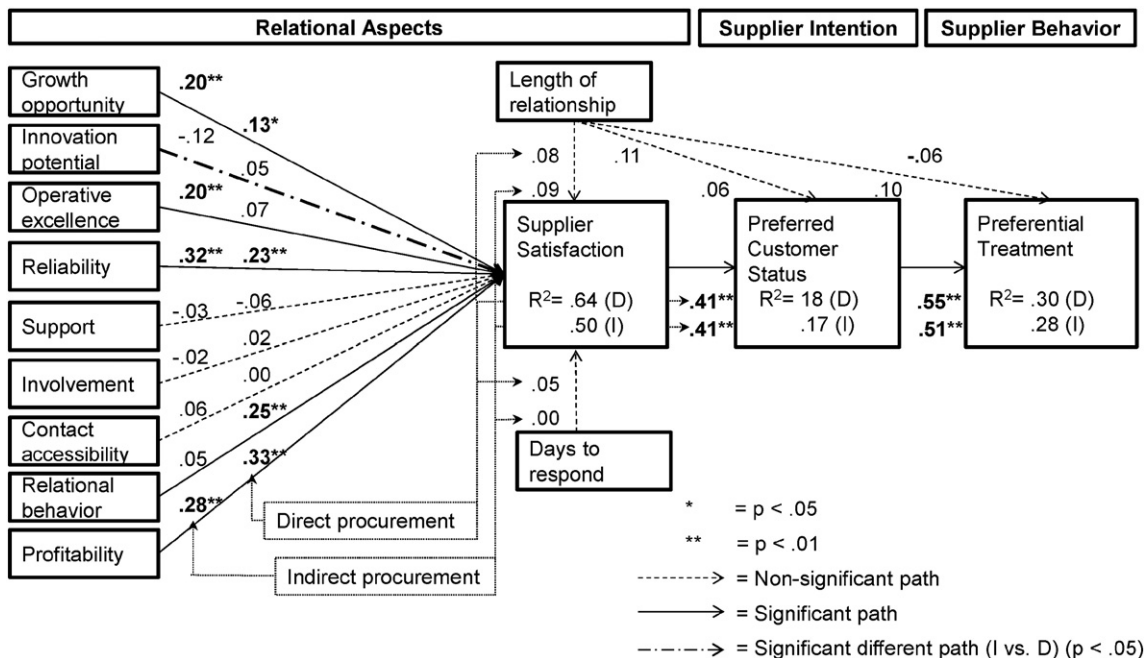 Relational Aspects
Supplier Intention
Supplier Behavior
Growth
opportunity
Innovation
potential
Operative
excellence
Reliability
Support
Involvement
Contact
accessibility
Relational
behavior
Profitability
.20**
.13*
-.12
.05
.20**
.07
.32**
.23**
-.03
-.06
-.02
.02
.06
.00
.05
.25**
.28**
.33**
Direct procurement
Indirect procurement
Length of
relationship
.08
.09
.11
.06
-.06
.10
Supplier
Satisfaction
R²= .64 (D)
.50 (I)
.41**
.41**
Preferred
Customer
Status
R²= 18 (D)
.17 (I)
.55**
.51**
Preferential
Treatment
R²= .30 (D)
.28 (I)
.05
.00
Days to
respond
* = p < .05
** = p < .01
= Non-significant path
= Significant path
= Significant different path (I vs. D) (p < .05)